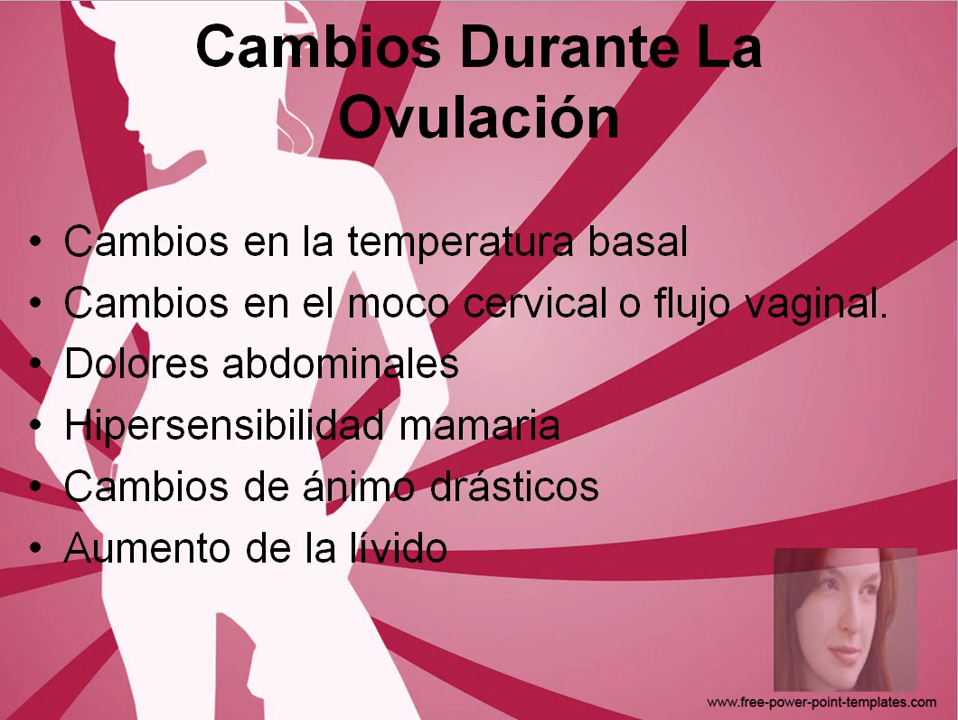 Cambios Durante La
Ovulación
• Cambios en la temperatura basal
• Cambios en el moco cervical o flujo vaginal.
• Dolores abdominales
• Hipersensibilidad mamaria
• Cambios de ánimo drásticos
• Aumento de la lívido
www.free-power-point-templates.com